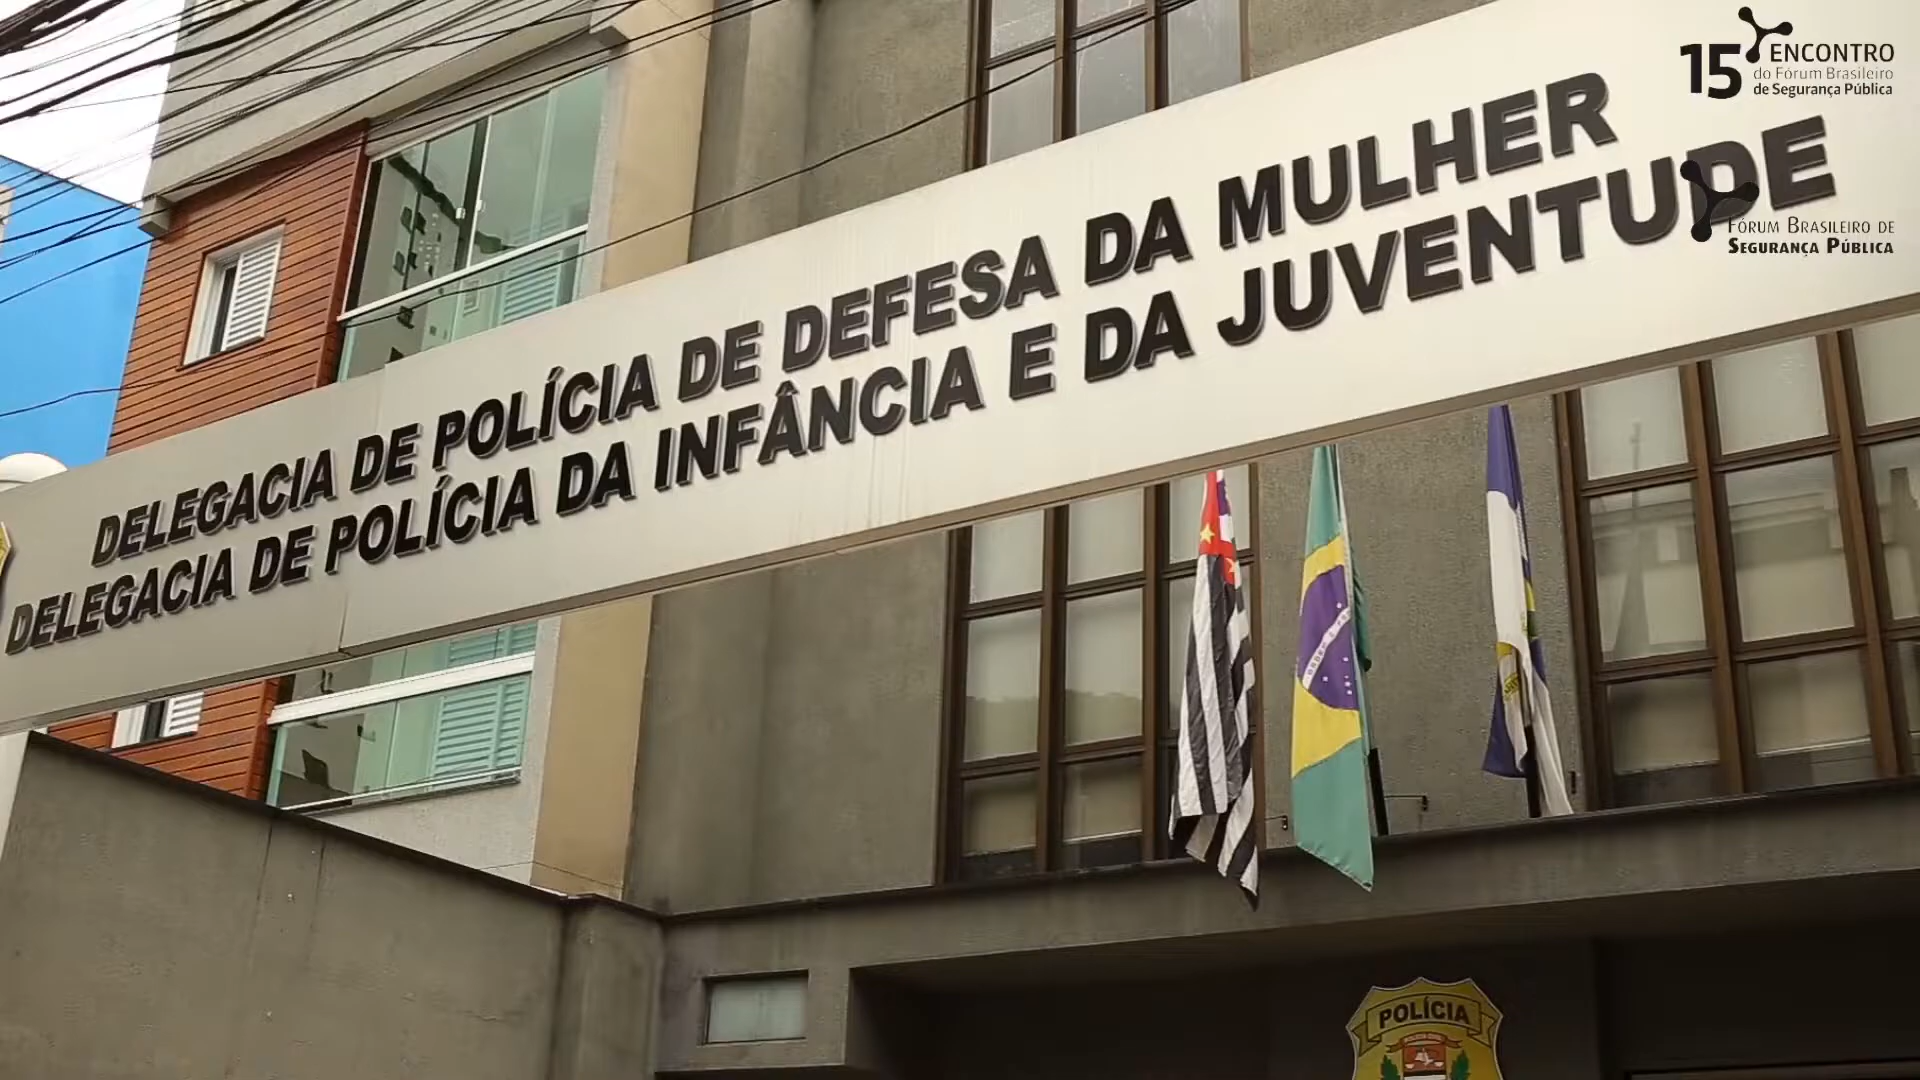 15 ENCONTRO
do Fórum Brasileiro
de Segurança Pública
FÓRUM BRASILEIRO DE
SEGURANÇA PÚBLICA
DELEGACIA DE POLÍCIA DE DEFESA DA MULHER
DELEGACIA DE POLÍCIA DA INFÂNCIA E DA JUVENTUDE
POLÍCIA